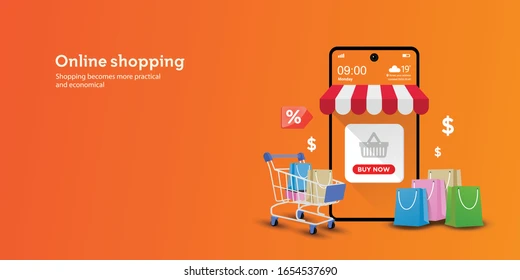 Online shopping
Shopping becomes more practical
and economical
09:00
Monday
19°
%
$
$
$
BUY NOW
shutterstock.com · 1654537690